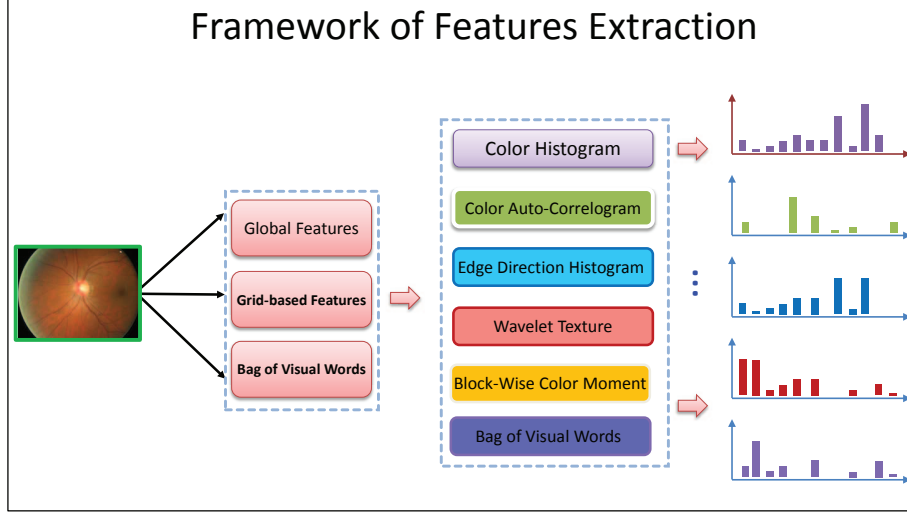 Framework of Features Extraction
Global Features
Grid-based Features
Bag of Visual Words
Color Histogram
Color Auto-Correlogram
Edge Direction Histogram
Wavelet Texture
Block-Wise Color Moment
Bag of Visual Words